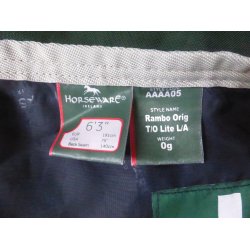 HORSEWARE
IRELAND
6'3"
AAAA05
STYLE NAME
Rambo Orig
T/O Lite L/A
WEIGHT
0g